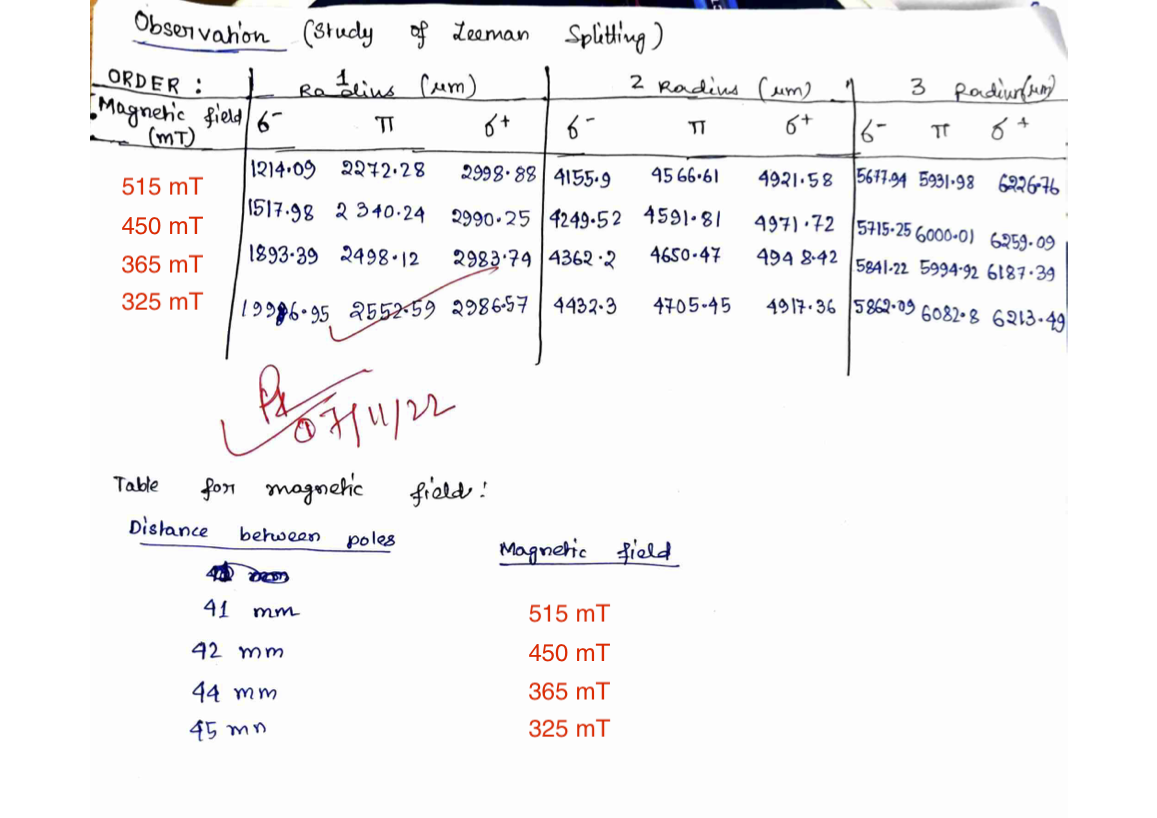 Observation (Study of Zeeman Splitting)
ORDER : 1 Radius (μm) 2 Radius (μm) 3 Radius (μm)
Magnetic field (mT) σ⁻ π σ⁺ σ⁻ π σ⁺ σ⁻ π σ⁺
515 mT 1214.09 2272.28 2998.88 4155.9 4566.61 4921.58 5677.94 5931.98 6226.76
450 mT 1517.98 2340.24 2990.25 4249.52 4591.81 4971.72 5715.25 6000.01 6259.09
365 mT 1893.39 2498.12 2983.74 4362.2 4650.47 4948.42 5841.22 5994.92 6187.39
325 mT 1996.95 2552.59 2986.57 4432.3 4705.45 4917.36 5862.09 6082.8 6213.49
07/11/22
Table for magnetic field:
Distance between poles Magnetic field
41 mm 515 mT
42 mm 450 mT
44 mm 365 mT
45 mm 325 mT